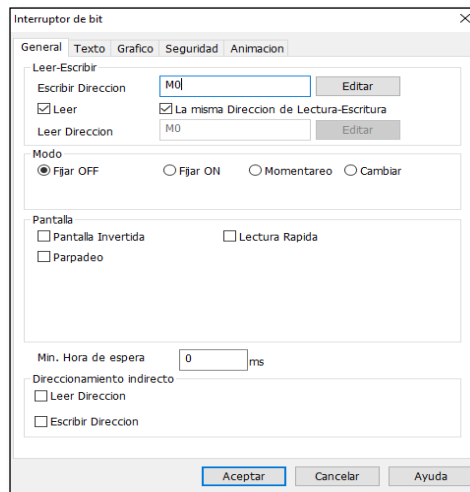 Interruptor de bit
General Texto Grafico Seguridad Animacion
Leer-Escribir
Escribir Direccion M0 Editar
Leer La misma Direccion de Lectura-Escritura
Leer Direccion M0 Editar
Modo
Fijar OFF Fijar ON Momentareo Cambiar
Pantalla
Pantalla Invertida Lectura Rapida
Parpadeo
Min. Hora de espera 0 ms
Direccionamiento indirecto
Leer Direccion
Escribir Direccion
Aceptar Cancelar Ayuda